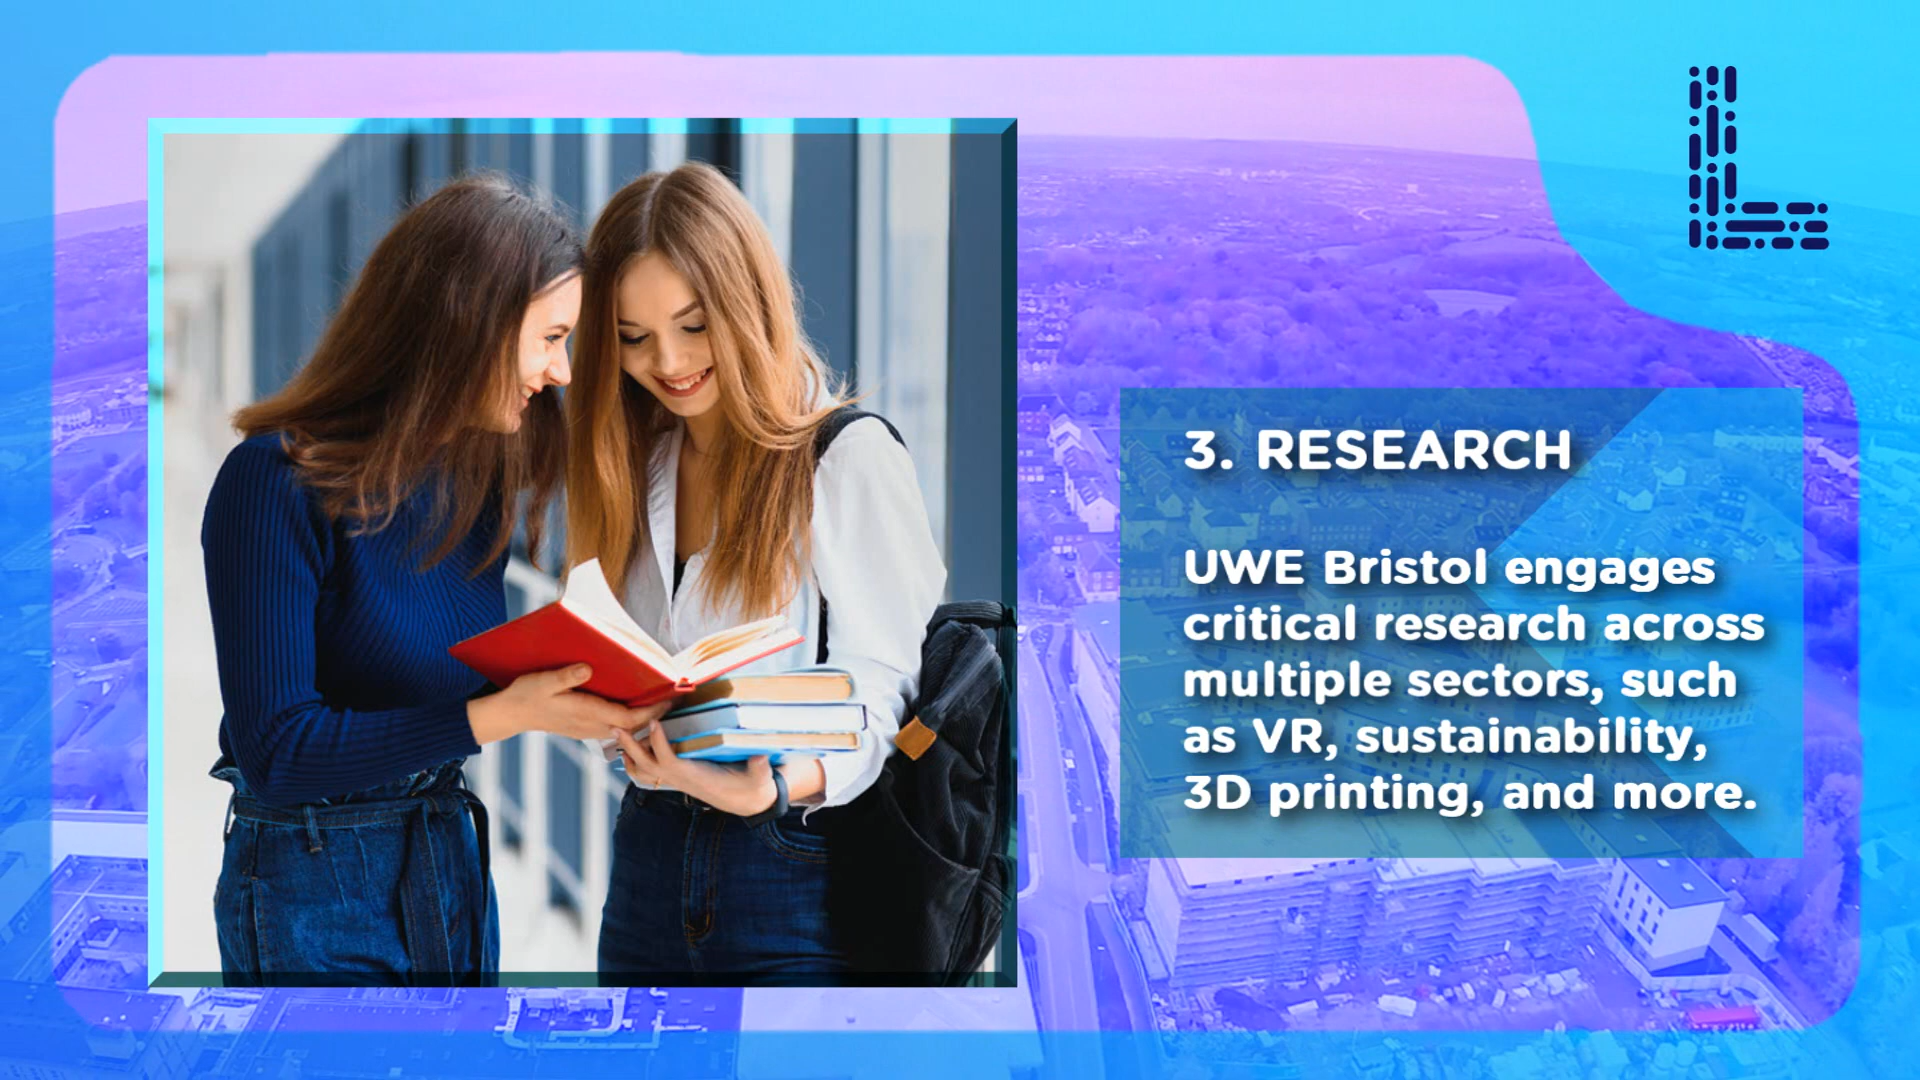 3. RESEARCH
UWE Bristol engages
critical research across
multiple sectors, such
as VR, sustainability,
3D printing, and more.